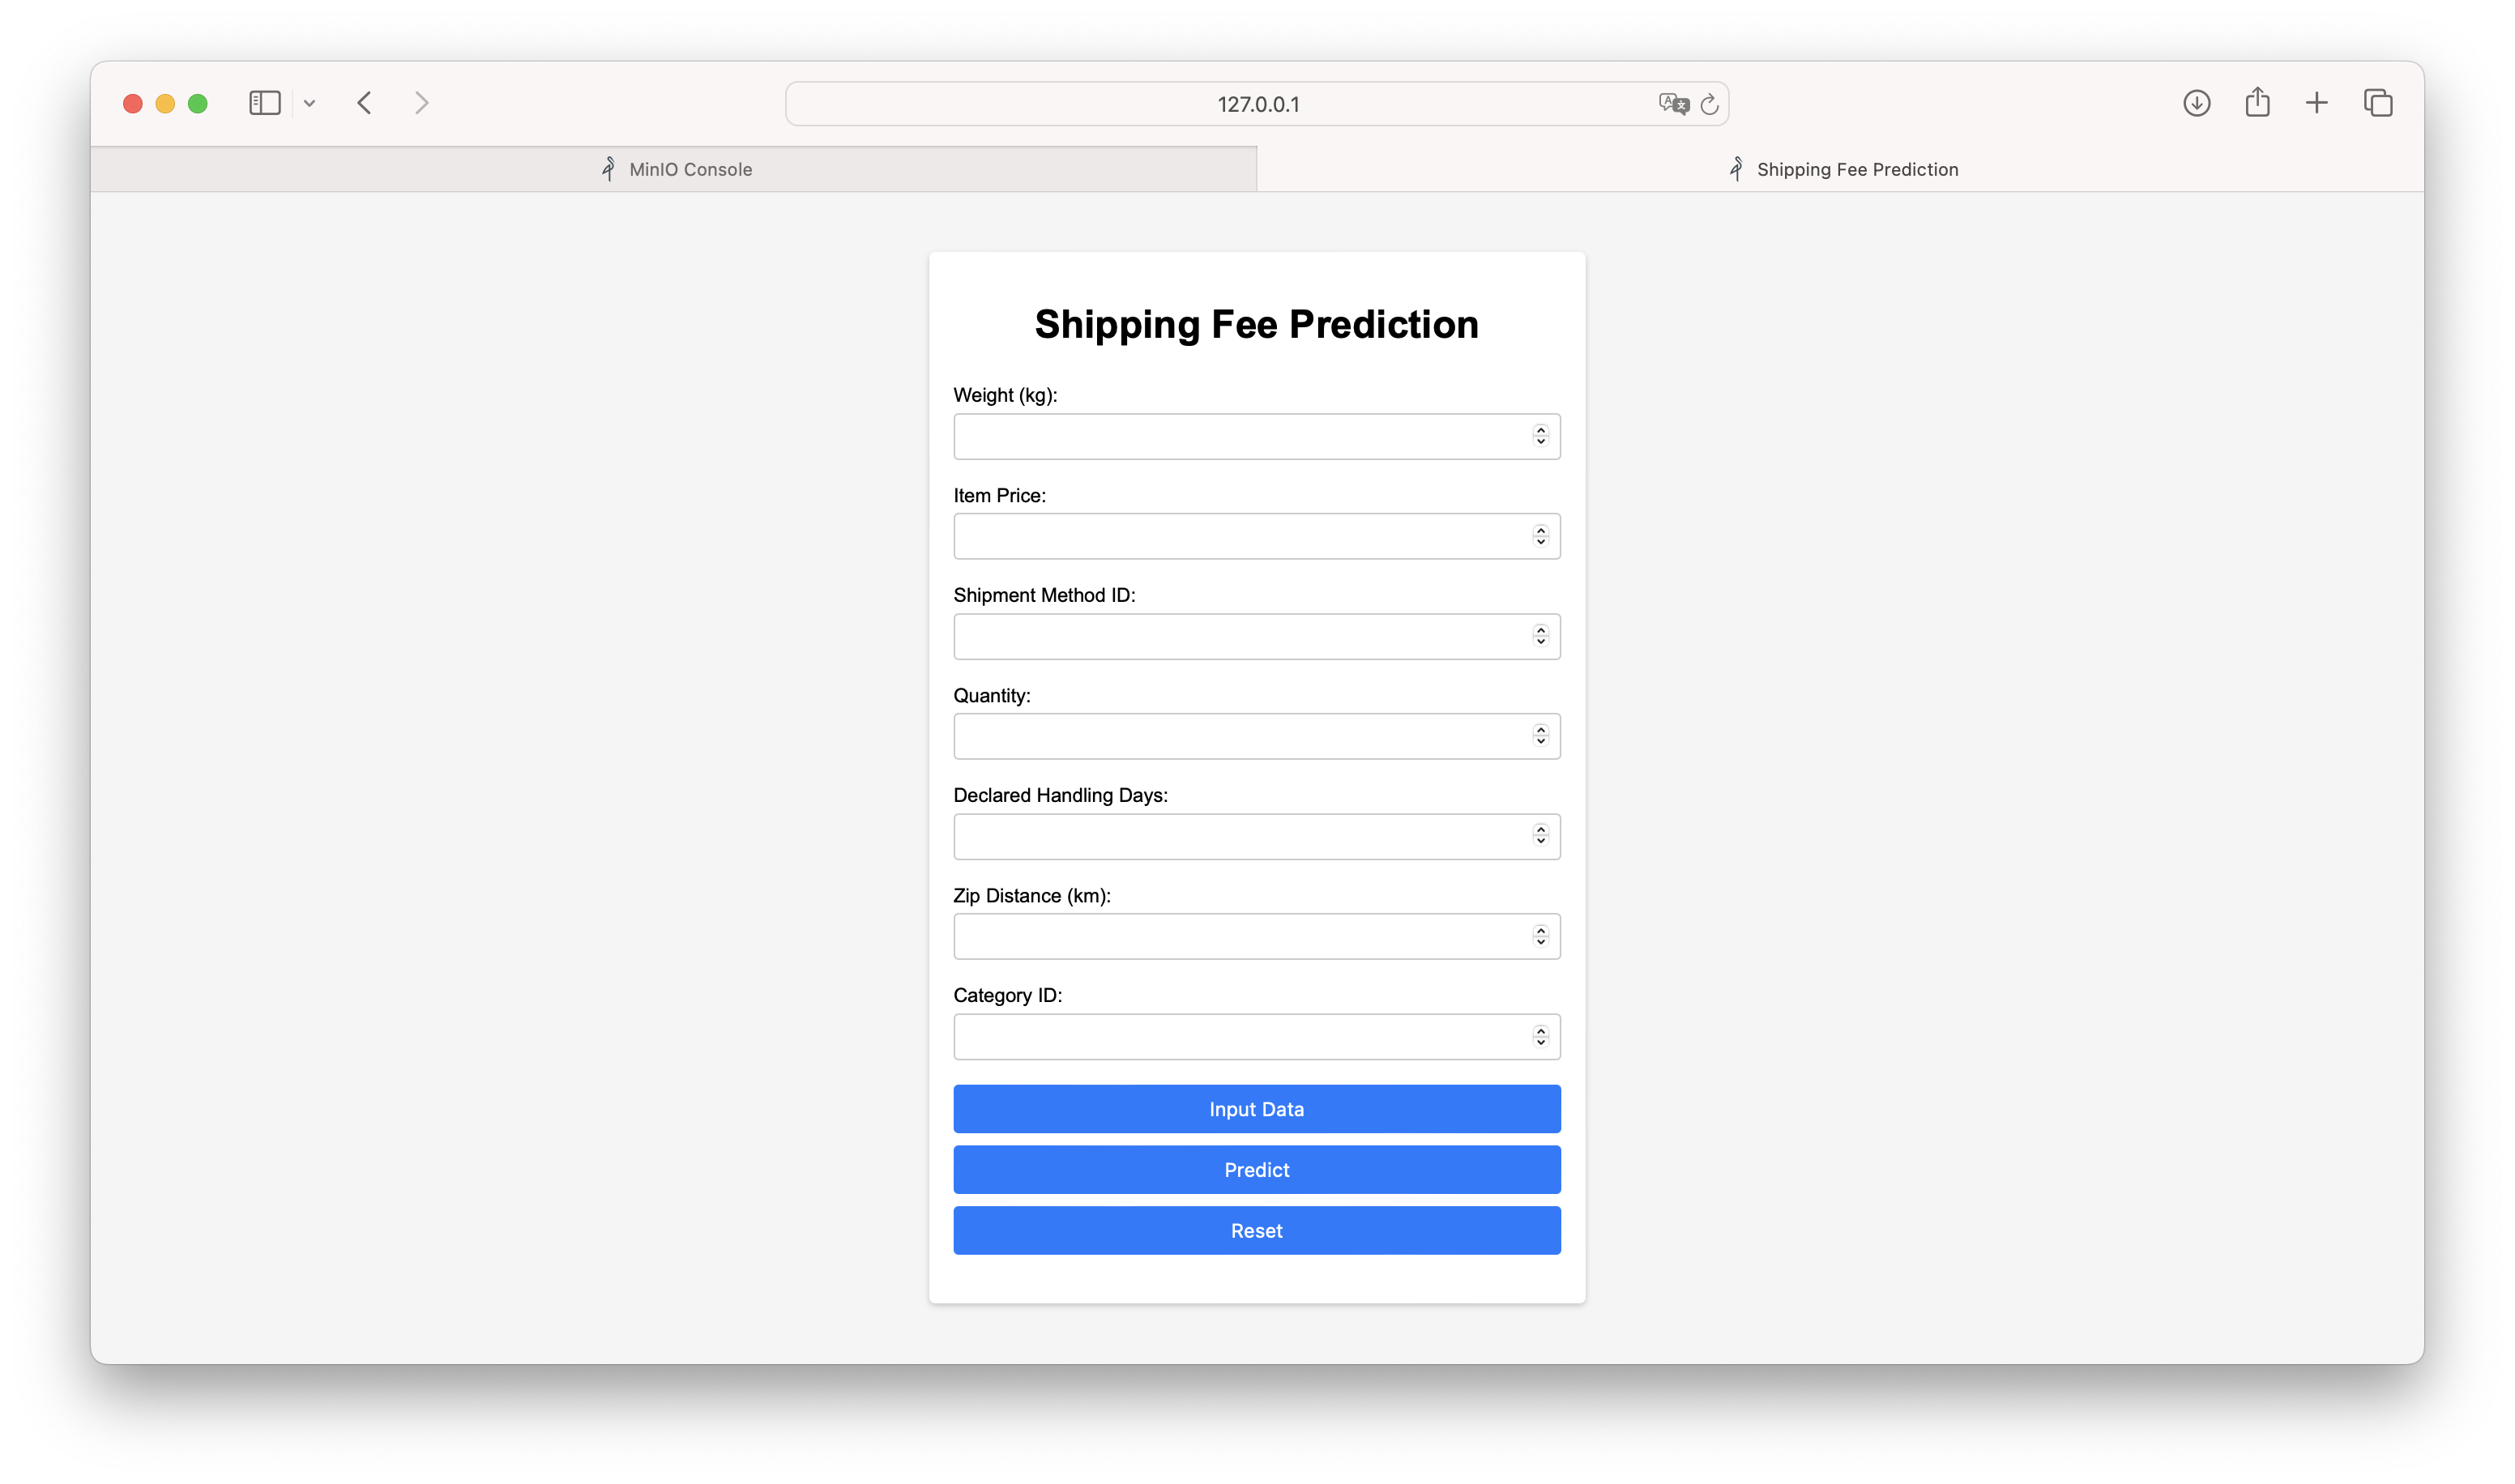 127.0.0.1
MinIO Console
Shipping Fee Prediction
Shipping Fee Prediction
Weight (kg):
Item Price:
Shipment Method ID:
Quantity:
Declared Handling Days:
Zip Distance (km):
Category ID:
Input Data
Predict
Reset